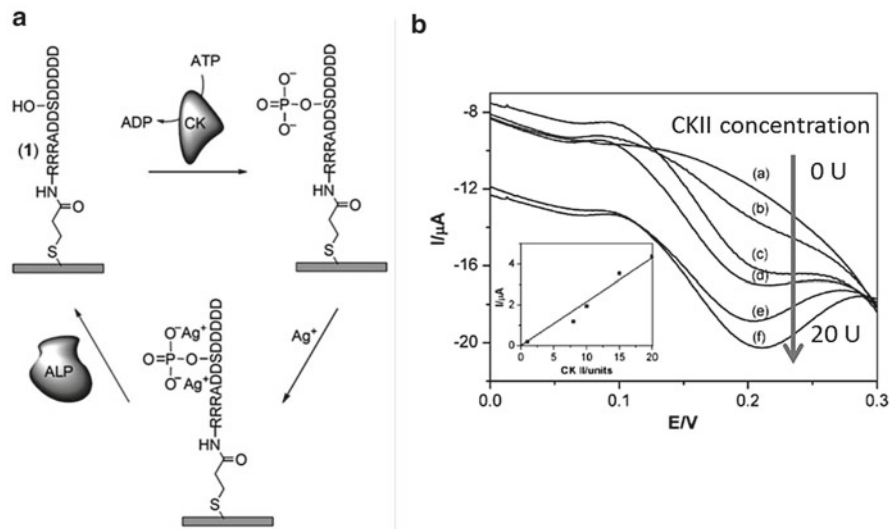 a
RRRADDSDDDDD
HO
(1)
HN
O
S
ATP
ADP
CK
O⁻
O=P-O
O⁻
RRRADDSDDDDD
HN
O
S
Ag⁺
O⁻Ag⁺
O=P-O
O⁻Ag⁺
RRRADDSDDDDD
HN
O
S
ALP
b
CKII concentration
0 U
20 U
(a)
(b)
(c)
(d)
(e)
(f)
I/μA
-8
-12
-16
-20
0.0
0.1
0.2
0.3
E/V
I/μA
4
2
0
0
5
10
15
20
CK II/units